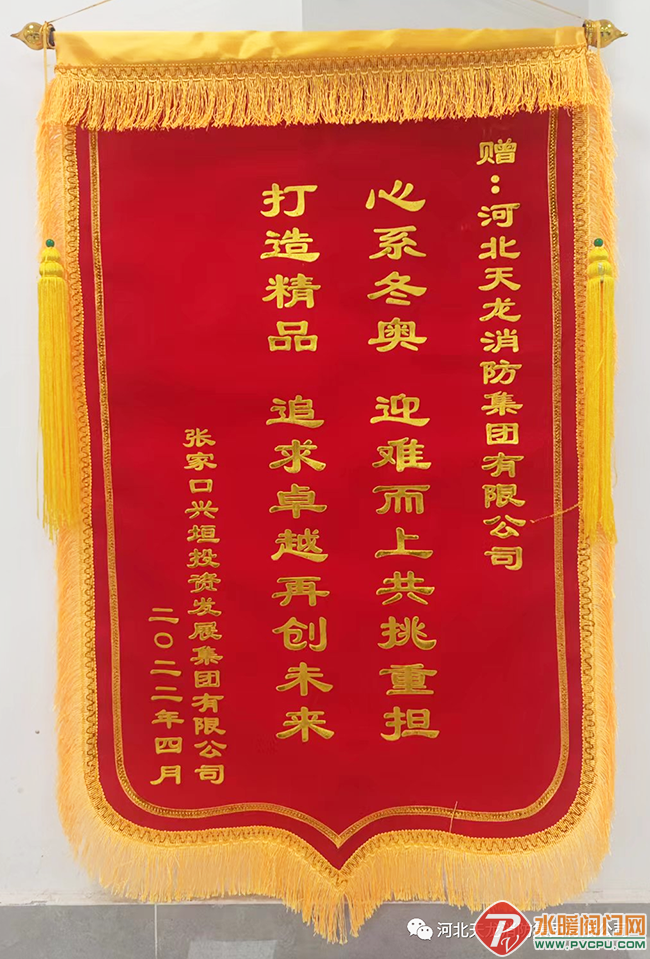 赠：河北天龙消防集团有限公司
心系冬奥 迎难而上共挑重担
打造精品 追求卓越再创未来
张家口兴垣投资发展集团有限公司
二〇二二年四月
河北天龙
水暖阀门网
WWW.PVCPU.COM